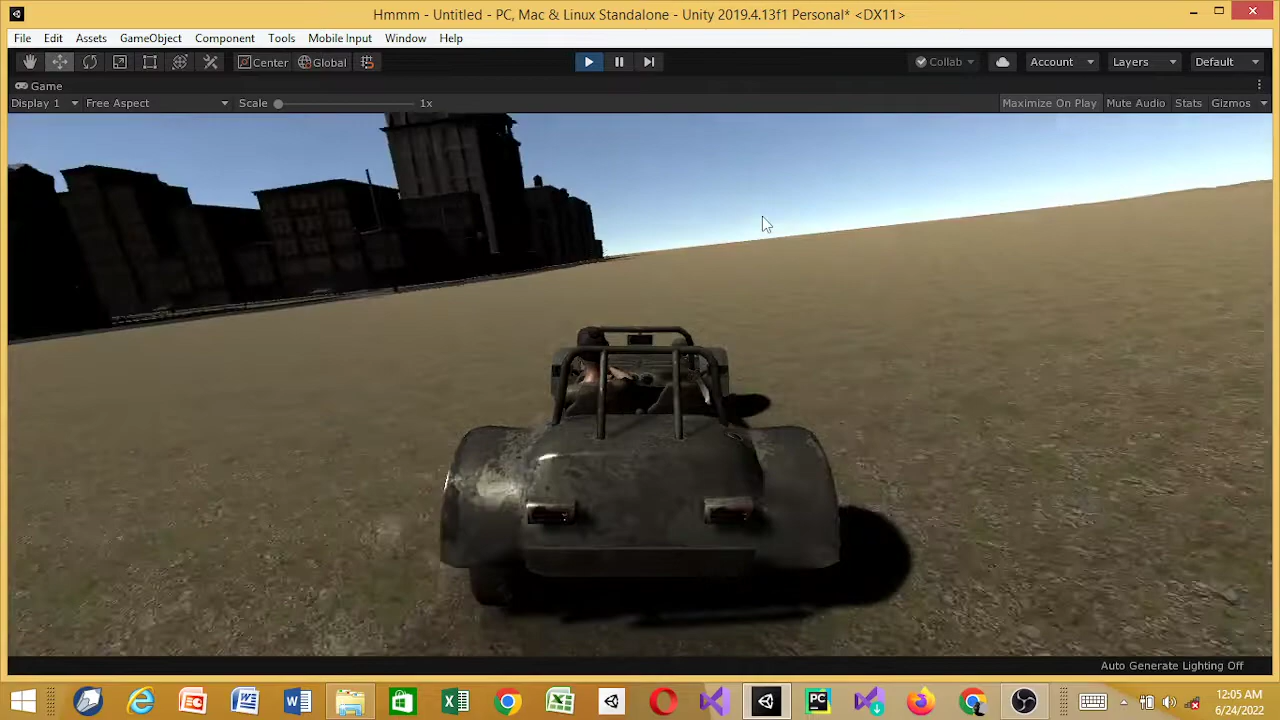 Hmmm - Untitled - PC, Mac & Linux Standalone - Unity 2019.4.13f1 Personal* <DX11>
File Edit Assets GameObject Component Tools Mobile Input Window Help
Center Global Collab Account Layers Default
Game
Display 1 Free Aspect Scale 1x Maximize On Play Mute Audio Stats Gizmos
Auto Generate Lighting Off
12:05 AM
6/24/2022